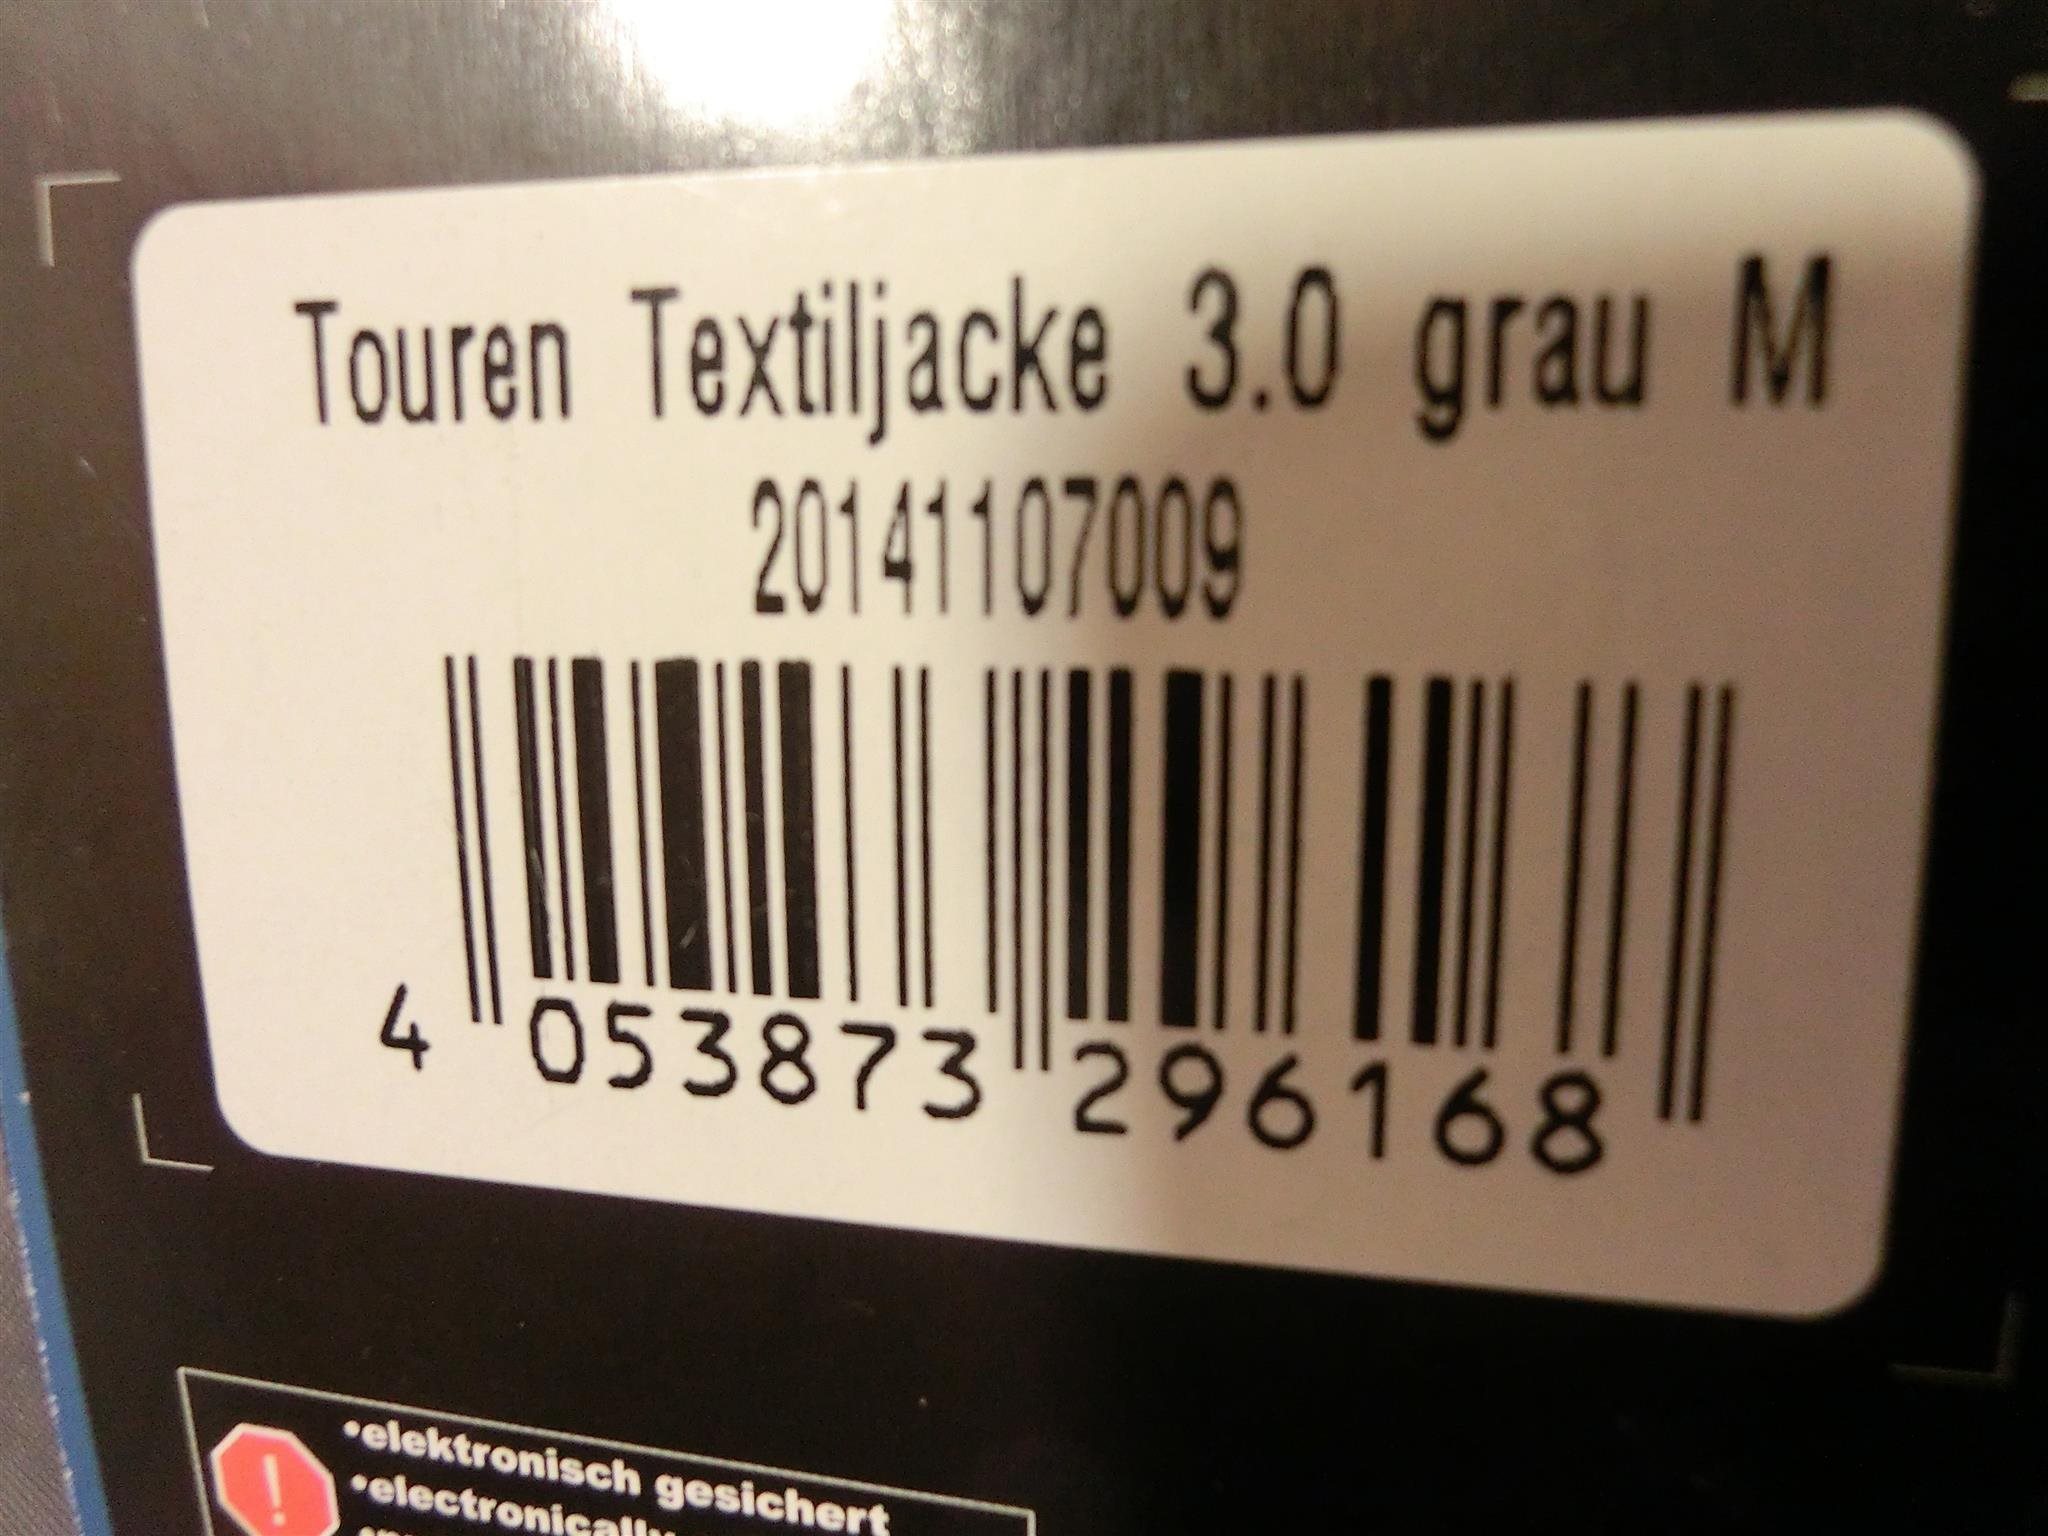 Touren Textiljacke 3.0 grau M
20141107009
4 053873 296168
•elektronisch gesichert
•electronically